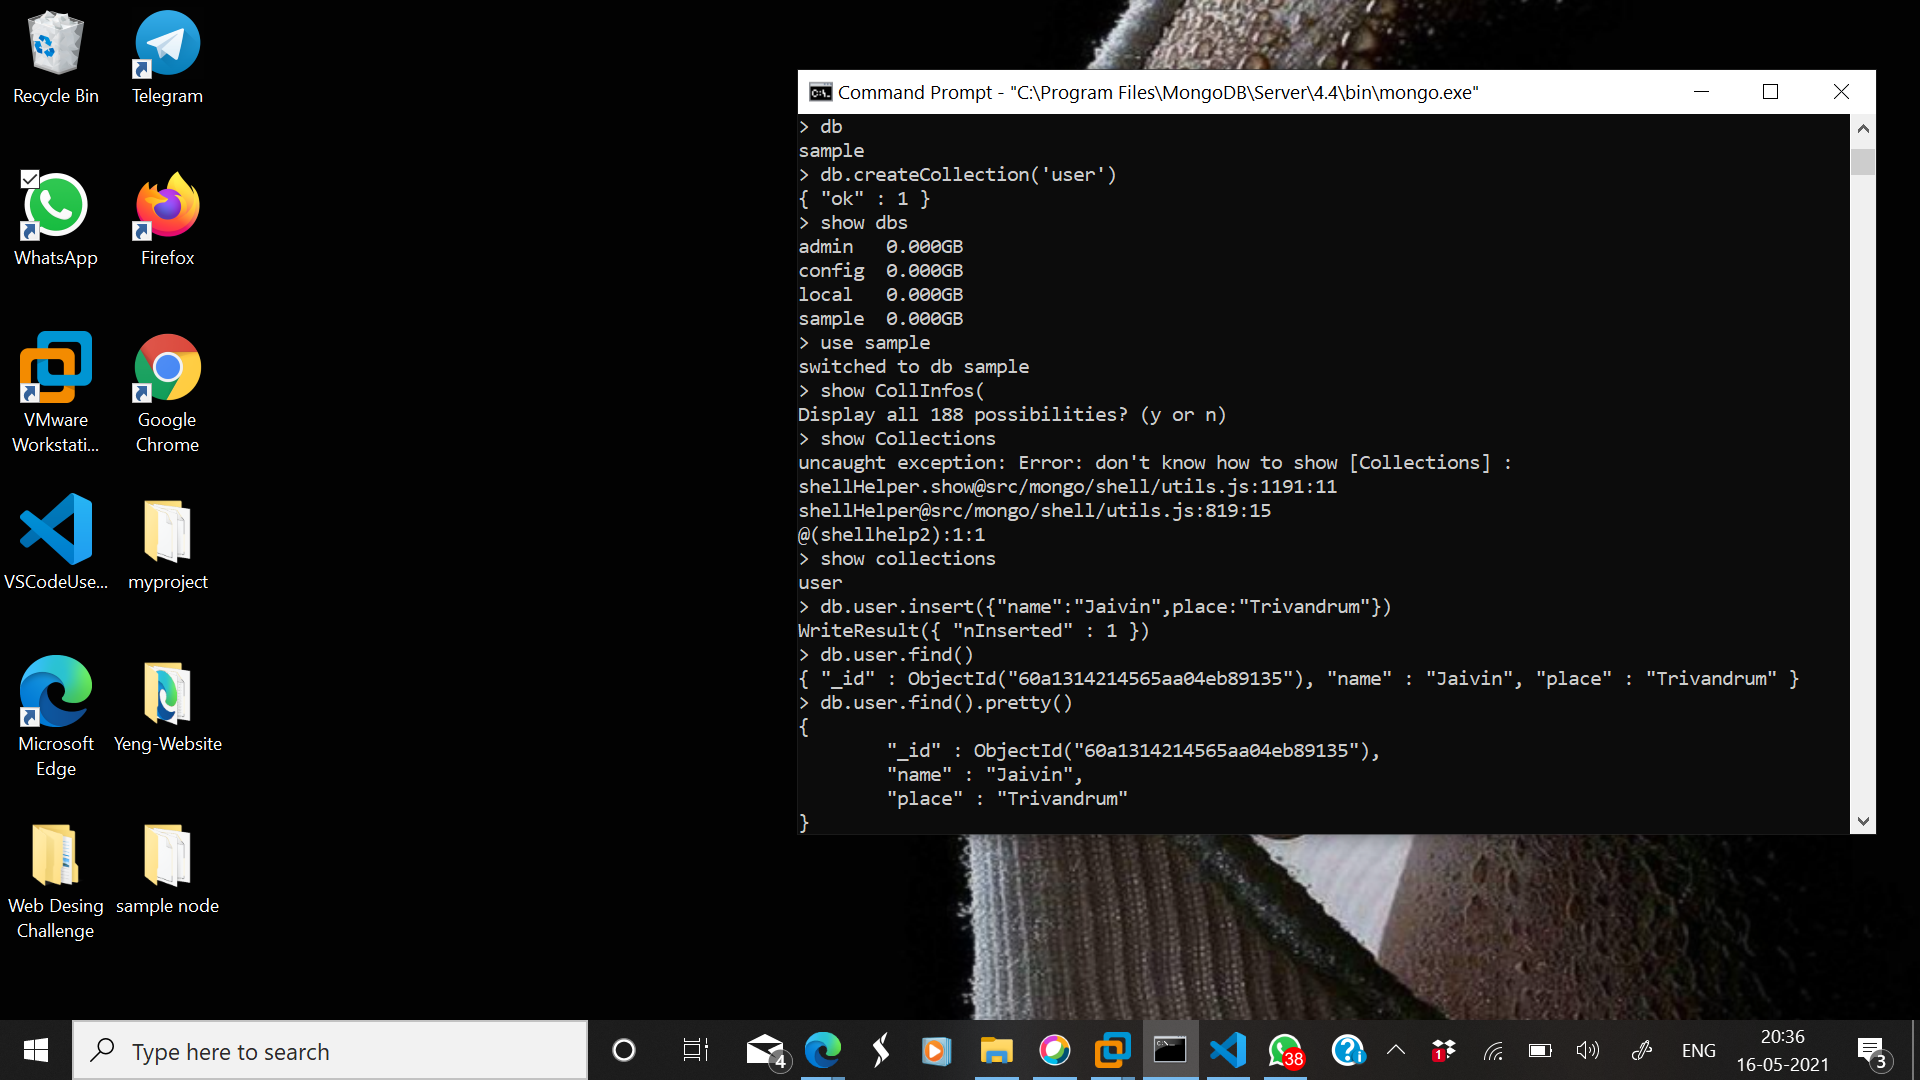 Recycle Bin
Telegram
WhatsApp
Firefox
VMware
Workstati...
Google
Chrome
VSCodeUse...
myproject
Microsoft
Edge
Yeng-Website
Web Desing
Challenge
sample node
Command Prompt - "C:\Program Files\MongoDB\Server\4.4\bin\mongo.exe"
> db
sample
> db.createCollection('user')
{ "ok" : 1 }
> show dbs
admin   0.000GB
config  0.000GB
local   0.000GB
sample  0.000GB
> use sample
switched to db sample
> show CollInfos(
Display all 188 possibilities? (y or n)
> show Collections
uncaught exception: Error: don't know how to show [Collections] :
shellHelper.show@src/mongo/shell/utils.js:1191:11
shellHelper@src/mongo/shell/utils.js:819:15
@(shellhelp2):1:1
> show collections
user
> db.user.insert({"name":"Jaivin",place:"Trivandrum"})
WriteResult({ "nInserted" : 1 })
> db.user.find()
{ "_id" : ObjectId("60a1314214565aa04eb89135"), "name" : "Jaivin", "place" : "Trivandrum" }
> db.user.find().pretty()
{
        "_id" : ObjectId("60a1314214565aa04eb89135"),
        "name" : "Jaivin",
        "place" : "Trivandrum"
}
Type here to search
4
38
1
ENG
20:36
16-05-2021
3